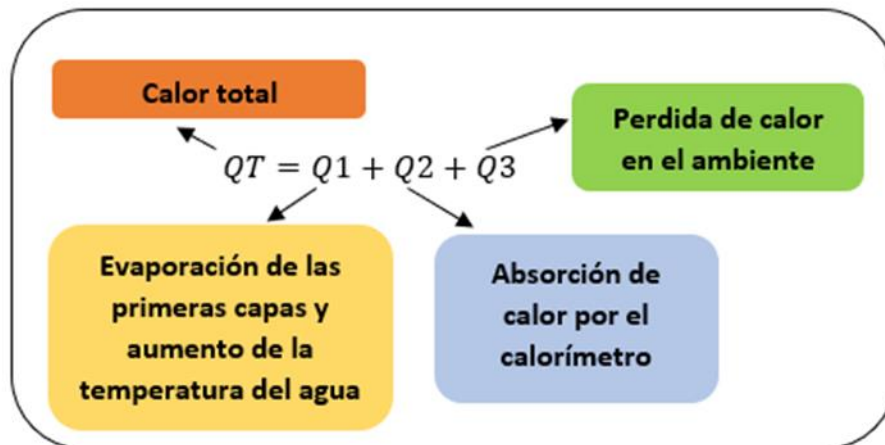 Calor total
Perdida de calor
en el ambiente
QT = Q1 + Q2 + Q3
Evaporación de las
primeras capas y
aumento de la
temperatura del agua
Absorción de
calor por el
calorímetro